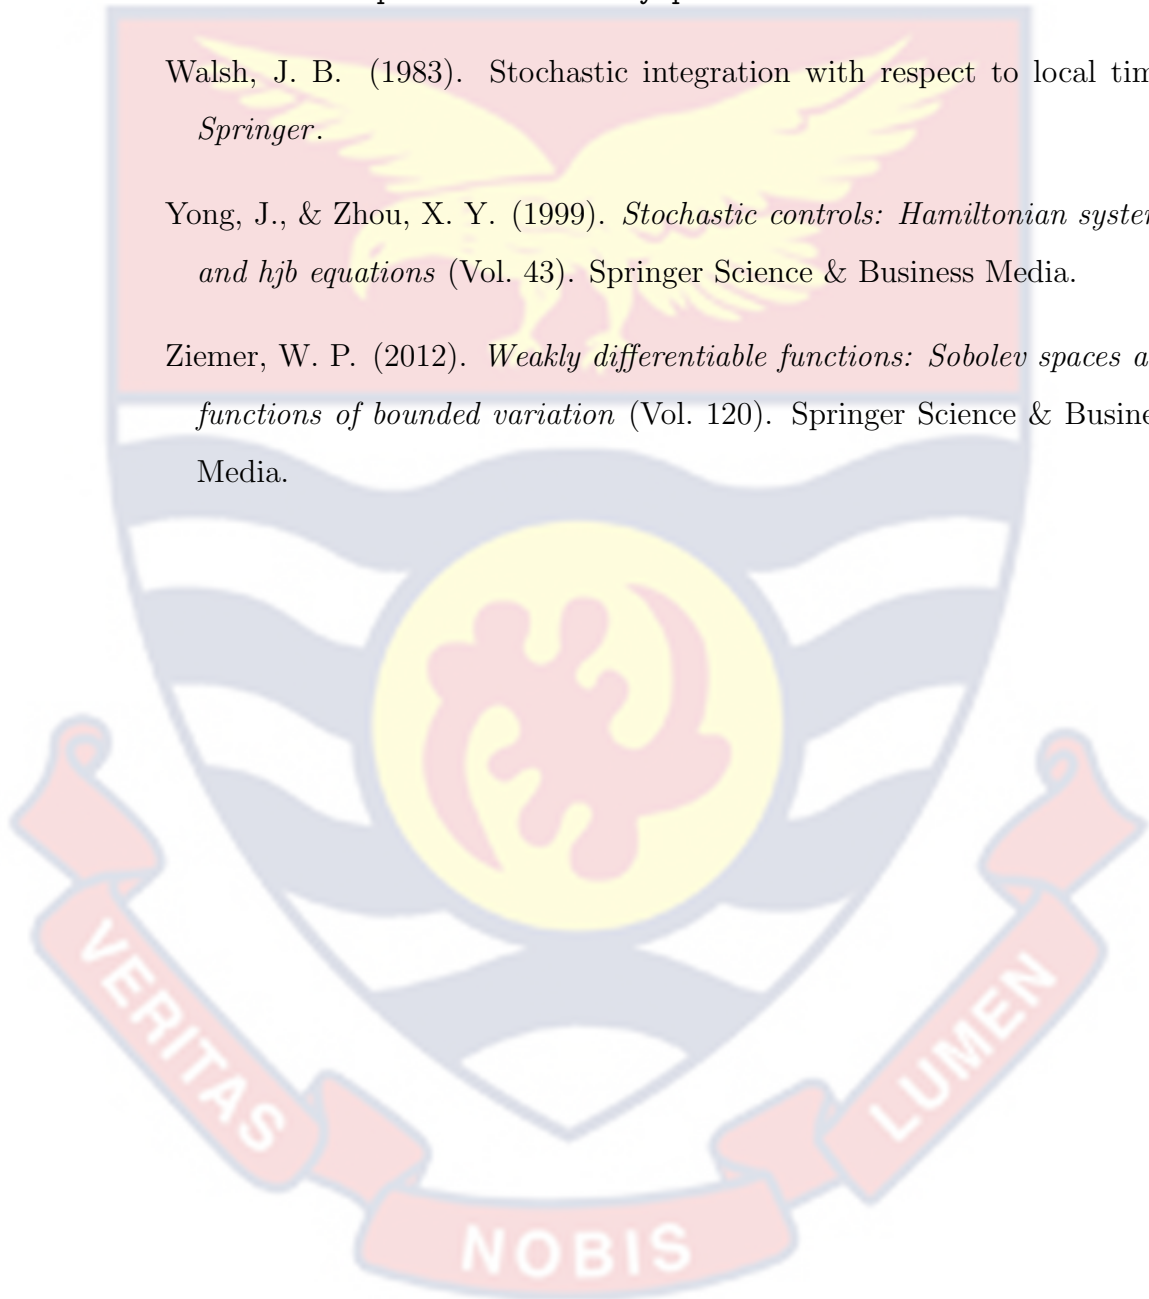 Walsh, J. B. (1983). Stochastic integration with respect to local tim
Springer.
Yong, J., & Zhou, X. Y. (1999). Stochastic controls: Hamiltonian system
and hjb equations (Vol. 43). Springer Science & Business Media.
Ziemer, W. P. (2012). Weakly differentiable functions: Sobolev spaces a
functions of bounded variation (Vol. 120). Springer Science & Busine
Media.
VERITAS
NOBIS
LUMEN